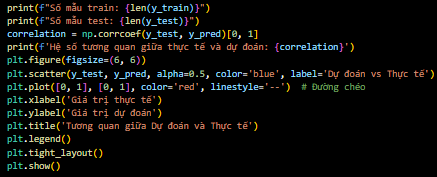 print(f"Số mẫu train: {len(y_train)}")
print(f"Số mẫu test: {len(y_test)}")
correlation = np.corrcoef(y_test, y_pred)[0, 1]
print(f'Hệ số tương quan giữa thực tế và dự đoán: {correlation}')
plt.figure(figsize=(6, 6))
plt.scatter(y_test, y_pred, alpha=0.5, color='blue', label='Dự đoán vs Thực tế')
plt.plot([0, 1], [0, 1], color='red', linestyle='--')  # Đường chéo
plt.xlabel('Giá trị thực tế')
plt.ylabel('Giá trị dự đoán')
plt.title('Tương quan giữa Dự đoán và Thực tế')
plt.legend()
plt.tight_layout()
plt.show()